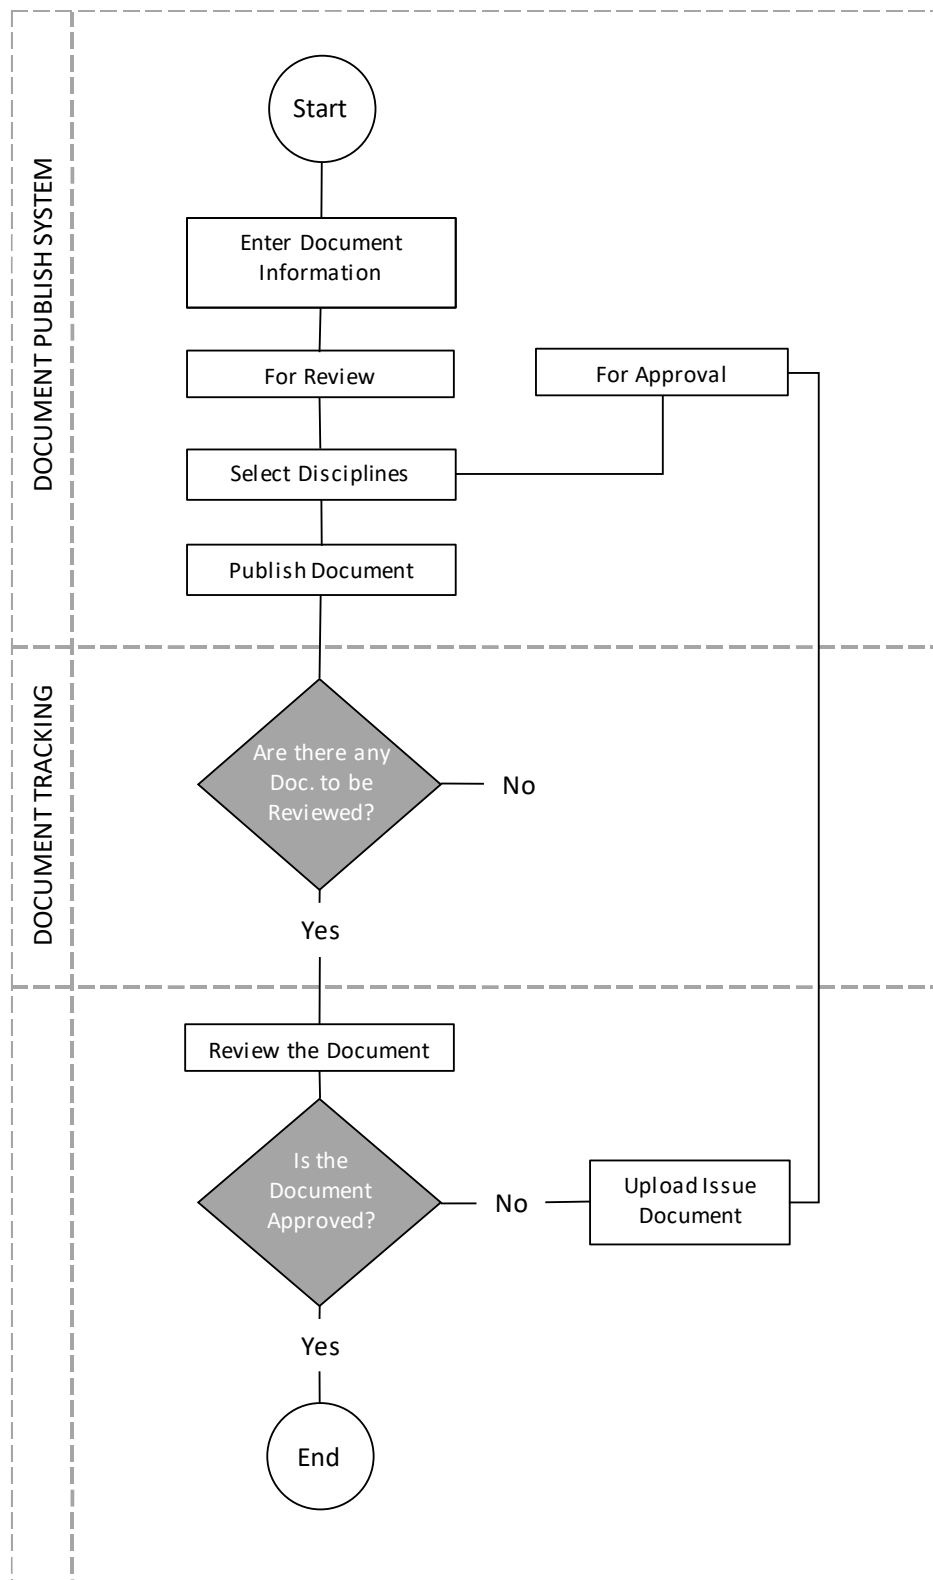 DOCUMENT PUBLISH SYSTEM
Start
Enter Document
Information
For Review
For Approval
Select Disciplines
Publish Document
DOCUMENT TRACKING
Are there any
Doc. to be
Reviewed?
No
Yes
Review the Document
Is the
Document
Approved?
No
Upload Issue
Document
Yes
End